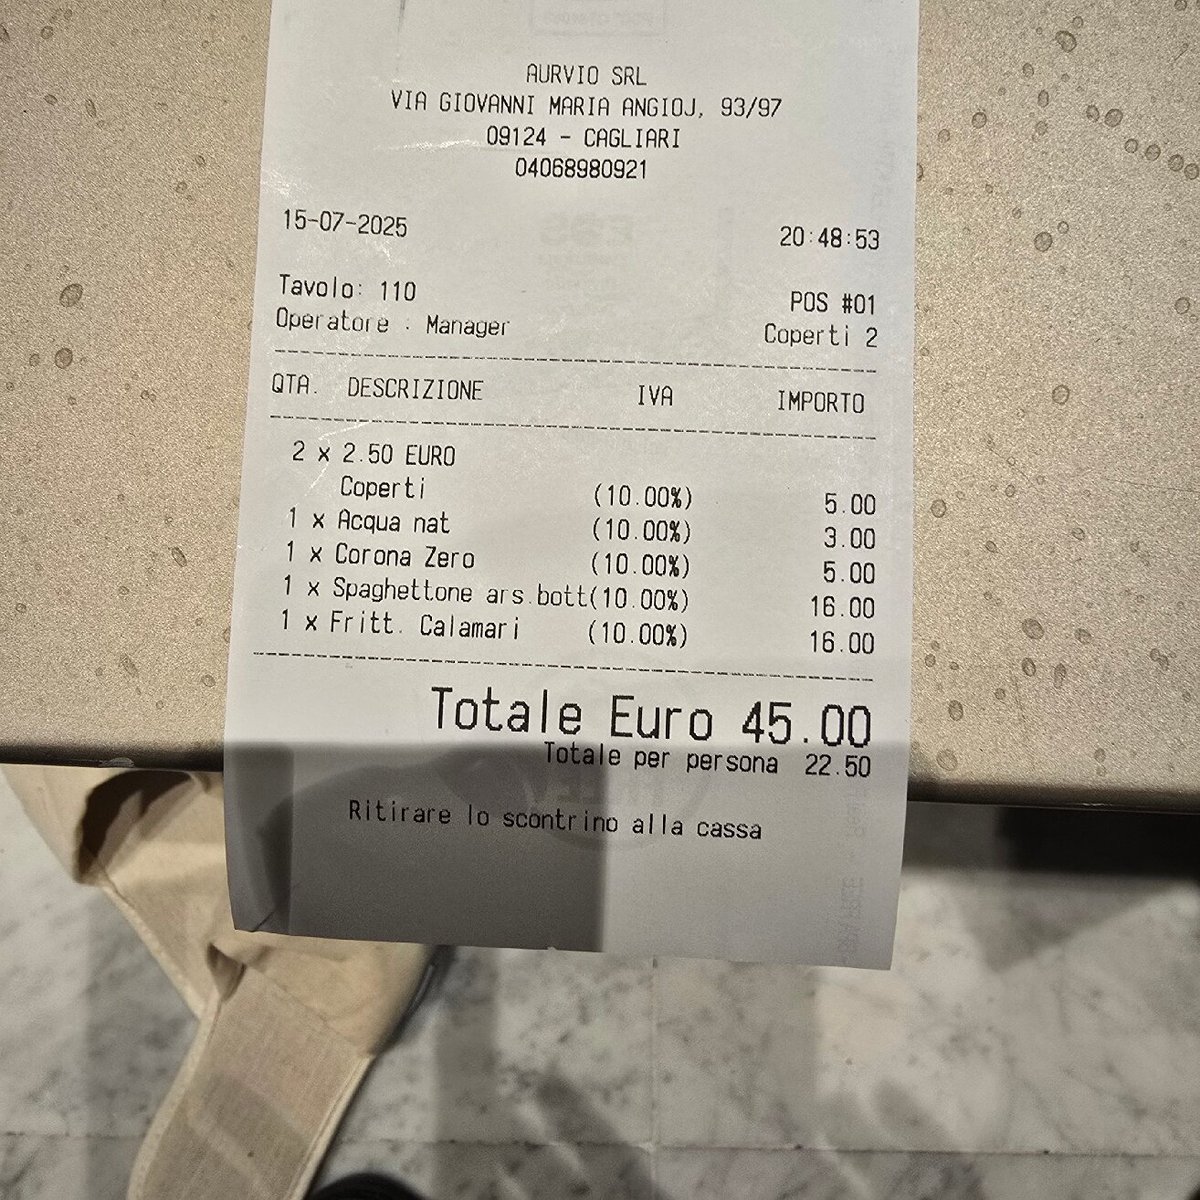 AURVIO SRL
VIA GIOVANNI MARIA ANGIOJ, 93/97
09124 - CAGLIARI
04068980921
15-07-2025 20:48:53
Tavolo: 110 POS #01
Operatore : Manager Coperti 2
QTA. DESCRIZIONE IVA IMPORTO
2 x 2.50 EURO
Coperti (10.00%) 5.00
1 x Acqua nat (10.00%) 3.00
1 x Corona Zero (10.00%) 5.00
1 x Spaghettone ars.bott(10.00%) 16.00
1 x Fritt. Calamari (10.00%) 16.00
Totale Euro 45.00
Totale per persona 22.50
Ritirare lo scontrino alla cassa